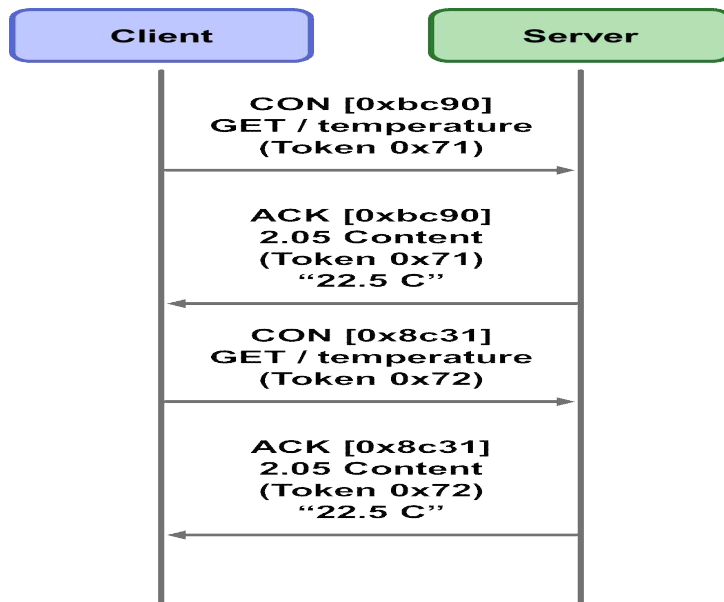 Client
Server
CON [0xbc90]
GET / temperature
(Token 0x71)
ACK [0xbc90]
2.05 Content
(Token 0x71)
“22.5 C”
CON [0x8c31]
GET / temperature
(Token 0x72)
ACK [0x8c31]
2.05 Content
(Token 0x72)
“22.5 C”